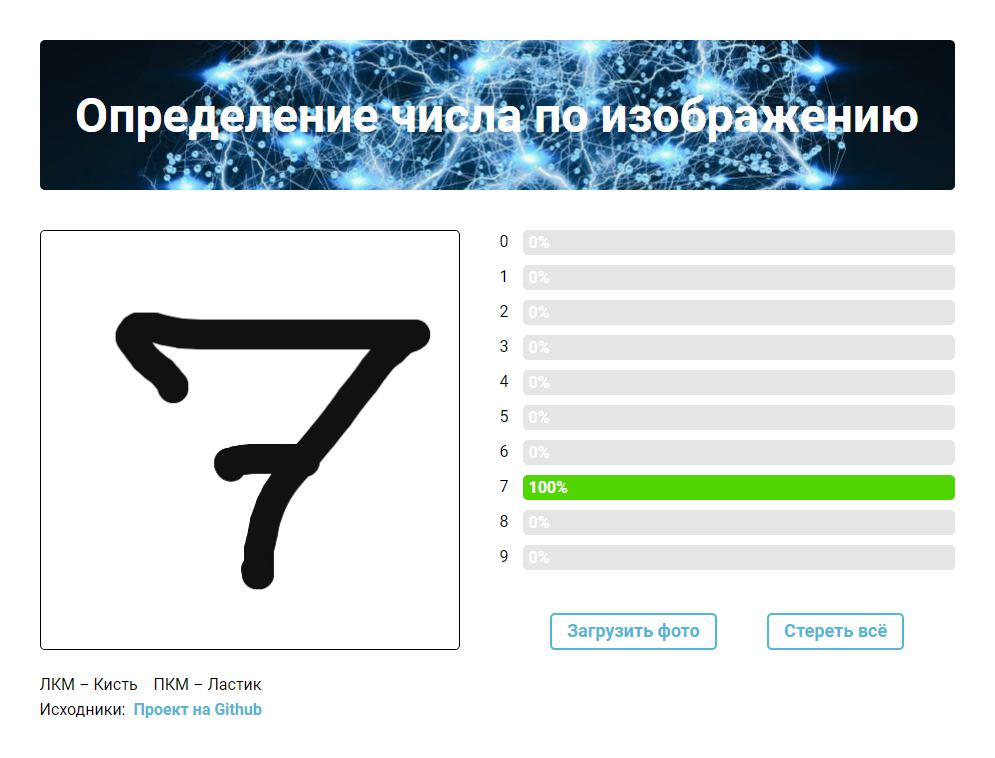 Определение числа по изображению
7
0 0%
1 0%
2 0%
3 0%
4 0%
5 0%
6 0%
7 100%
8 0%
9 0%
Загрузить фото Стереть всё
ЛКМ – Кисть ПКМ – Ластик
Исходники: Проект на Github